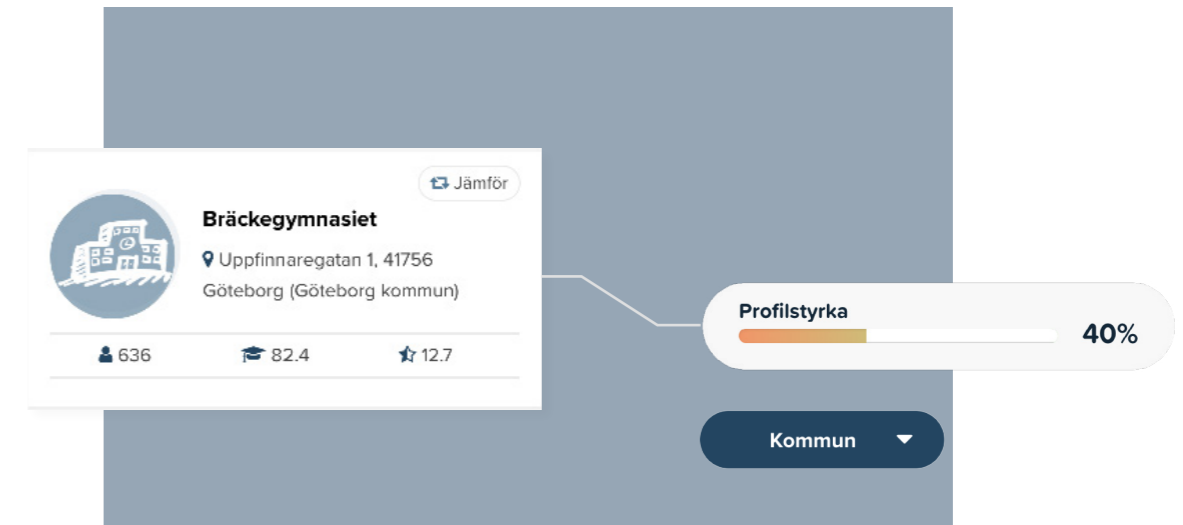 Jämför
Bräckegymnasiet
Uppfinnaregatan 1, 41756
Göteborg (Göteborg kommun)
636 82.4 12.7
Profilstyrka
40%
Kommun